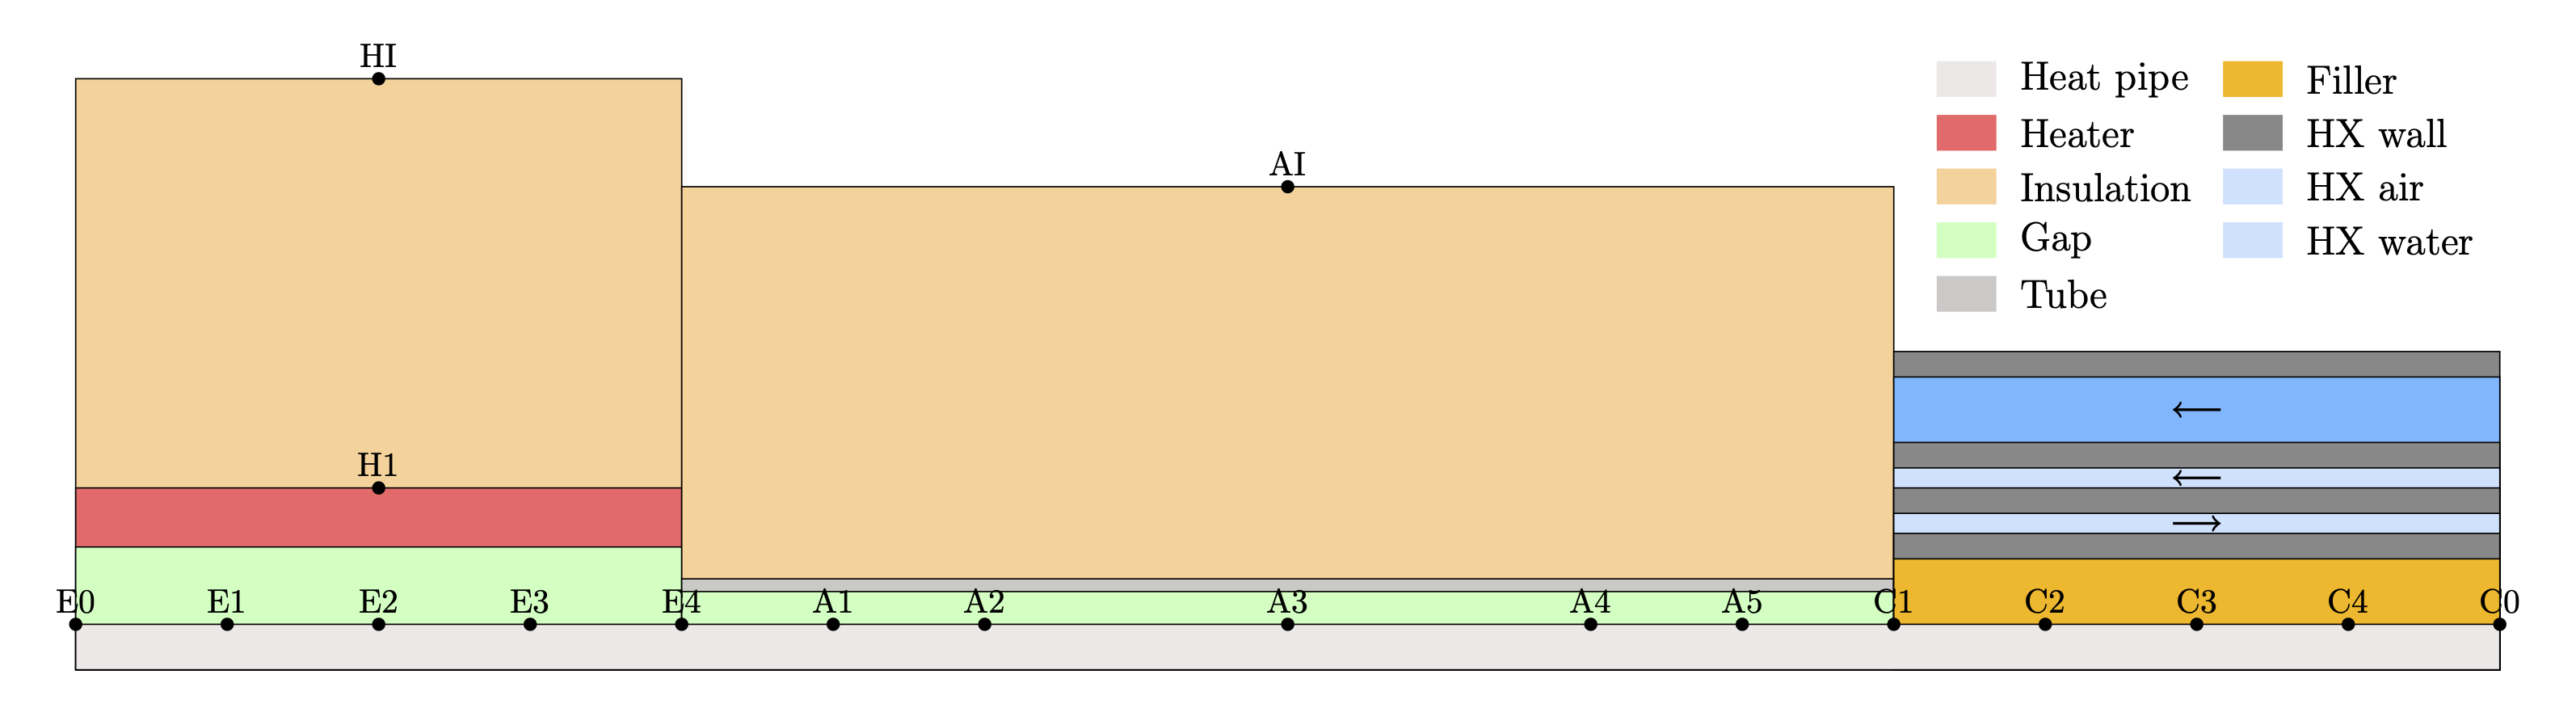 HI
AI
H1
E0 E1 E2 E3 E4 A1 A2 A3 A4 A5 C1 C2 C3 C4 C0
Heat pipe
Heater
Insulation
Gap
Tube
Filler
HX wall
HX air
HX water